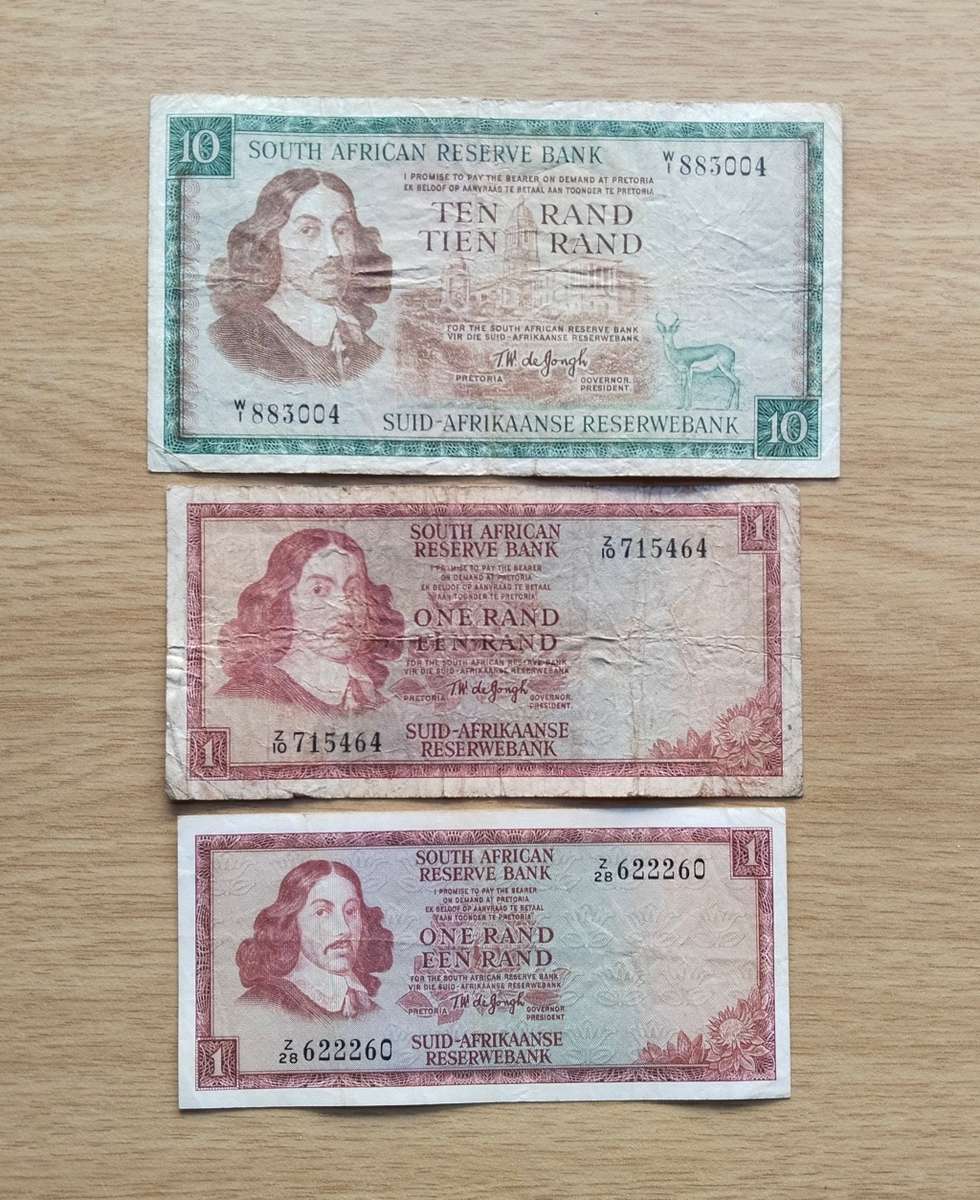 10
SOUTH AFRICAN RESERVE BANK
W/1 883004
I PROMISE TO PAY THE BEARER ON DEMAND AT PRETORIA
EK BELOOF OP AANVRAAG TE BETAAL AAN TOONDER TE PRETORIA
TEN RAND
TIEN RAND
FOR THE SOUTH AFRICAN RESERVE BANK
VIR DIE SUID-AFRIKAANSE RESERWEBANK
T.W. de Jongh
PRETORIA GOVERNOR.
PRESIDENT.
W/1 883004
SUID-AFRIKAANSE RESERWEBANK
10
1
SOUTH AFRICAN
RESERVE BANK
Z/10 715464
I PROMISE TO PAY THE BEARER
ON DEMAND AT PRETORIA
EK BELOOF OP AANVRAAG TE BETAAL
AAN TOONDER TE PRETORIA
ONE RAND
EEN RAND
FOR THE SOUTH AFRICAN RESERVE BANK
VIR DIE SUID-AFRIKAANSE RESERWEBANK
T.W. de Jongh
PRETORIA GOVERNOR.
PRESIDENT.
1
Z/10 715464
SUID-AFRIKAANSE
RESERWEBANK
1
SOUTH AFRICAN
RESERVE BANK
Z/28 622260
I PROMISE TO PAY THE BEARER
ON DEMAND AT PRETORIA
EK BELOOF OP AANVRAAG TE BETAAL
AAN TOONDER TE PRETORIA
ONE RAND
EEN RAND
FOR THE SOUTH AFRICAN RESERVE BANK
VIR DIE SUID-AFRIKAANSE RESERWEBANK
T.W. de Jongh
PRETORIA GOVERNOR
PRESIDENT
1
Z/28 622260
SUID-AFRIKAANSE
RESERWEBANK